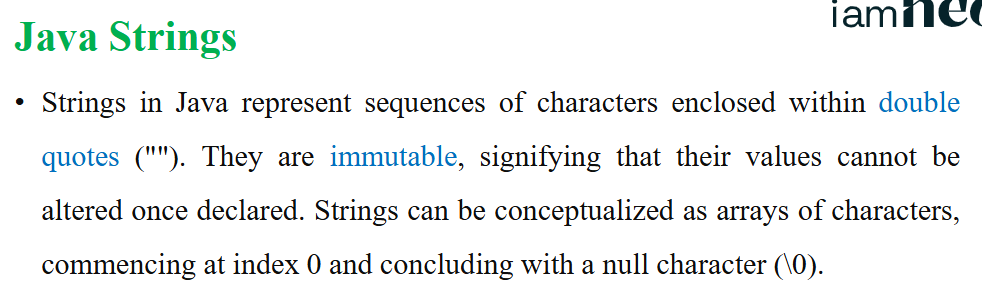 iamneo
Java Strings
• Strings in Java represent sequences of characters enclosed within double
quotes (""). They are immutable, signifying that their values cannot be
altered once declared. Strings can be conceptualized as arrays of characters,
commencing at index 0 and concluding with a null character (\0).